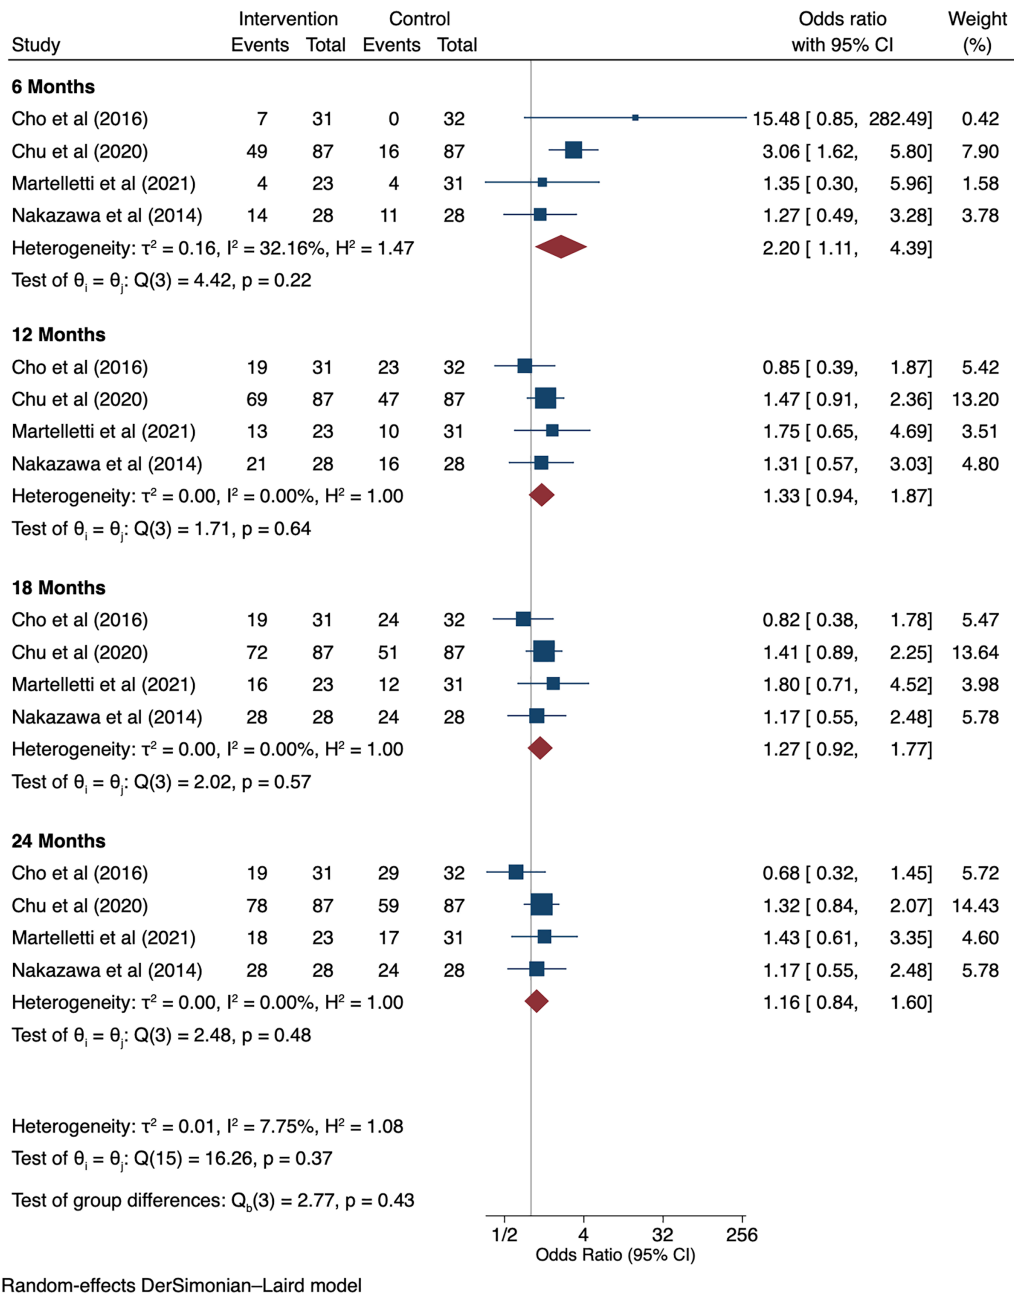 Intervention Control Odds ratio Weight
Study Events Total Events Total with 95% CI (%)
6 Months
Cho et al (2016) 7 31 0 32 15.48 [ 0.85, 282.49] 0.42
Chu et al (2020) 49 87 16 87 3.06 [ 1.62, 5.80] 7.90
Martelletti et al (2021) 4 23 4 31 1.35 [ 0.30, 5.96] 1.58
Nakazawa et al (2014) 14 28 11 28 1.27 [ 0.49, 3.28] 3.78
Heterogeneity: τ² = 0.16, I² = 32.16%, H² = 1.47 2.20 [ 1.11, 4.39]
Test of θᵢ = θⱼ: Q(3) = 4.42, p = 0.22
12 Months
Cho et al (2016) 19 31 23 32 0.85 [ 0.39, 1.87] 5.42
Chu et al (2020) 69 87 47 87 1.47 [ 0.91, 2.36] 13.20
Martelletti et al (2021) 13 23 10 31 1.75 [ 0.65, 4.69] 3.51
Nakazawa et al (2014) 21 28 16 28 1.31 [ 0.57, 3.03] 4.80
Heterogeneity: τ² = 0.00, I² = 0.00%, H² = 1.00 1.33 [ 0.94, 1.87]
Test of θᵢ = θⱼ: Q(3) = 1.71, p = 0.64
18 Months
Cho et al (2016) 19 31 24 32 0.82 [ 0.38, 1.78] 5.47
Chu et al (2020) 72 87 51 87 1.41 [ 0.89, 2.25] 13.64
Martelletti et al (2021) 16 23 12 31 1.80 [ 0.71, 4.52] 3.98
Nakazawa et al (2014) 28 28 24 28 1.17 [ 0.55, 2.48] 5.78
Heterogeneity: τ² = 0.00, I² = 0.00%, H² = 1.00 1.27 [ 0.92, 1.77]
Test of θᵢ = θⱼ: Q(3) = 2.02, p = 0.57
24 Months
Cho et al (2016) 19 31 29 32 0.68 [ 0.32, 1.45] 5.72
Chu et al (2020) 78 87 59 87 1.32 [ 0.84, 2.07] 14.43
Martelletti et al (2021) 18 23 17 31 1.43 [ 0.61, 3.35] 4.60
Nakazawa et al (2014) 28 28 24 28 1.17 [ 0.55, 2.48] 5.78
Heterogeneity: τ² = 0.00, I² = 0.00%, H² = 1.00 1.16 [ 0.84, 1.60]
Test of θᵢ = θⱼ: Q(3) = 2.48, p = 0.48
Heterogeneity: τ² = 0.01, I² = 7.75%, H² = 1.08
Test of θᵢ = θⱼ: Q(15) = 16.26, p = 0.37
Test of group differences: Q_b(3) = 2.77, p = 0.43
1/2 4 32 256
Odds Ratio (95% CI)
Random-effects DerSimonian–Laird model